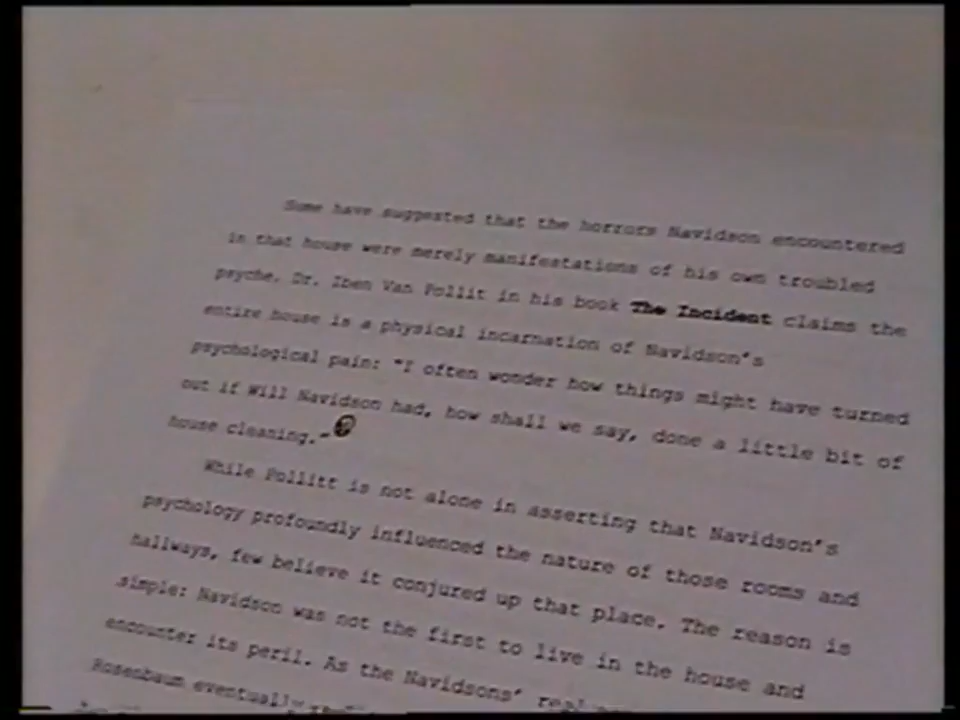 Some have suggested that the horrors Navidson encountered
in that house were merely manifestations of his own troubled
psyche. Dr. Iben Van Pollit in his book The Incident claims the
entire house is a physical incarnation of Navidson's
psychological pain: "I often wonder how things might have turned
out if Will Navidson had, how shall we say, done a little bit of
house cleaning."
While Pollitt is not alone in asserting that Navidson's
psychology profoundly influenced the nature of those rooms and
hallways, few believe it conjured up that place. The reason is
simple: Navidson was not the first to live in the house and
encounter its peril. As the Navidsons'
Rosenbaum eventually